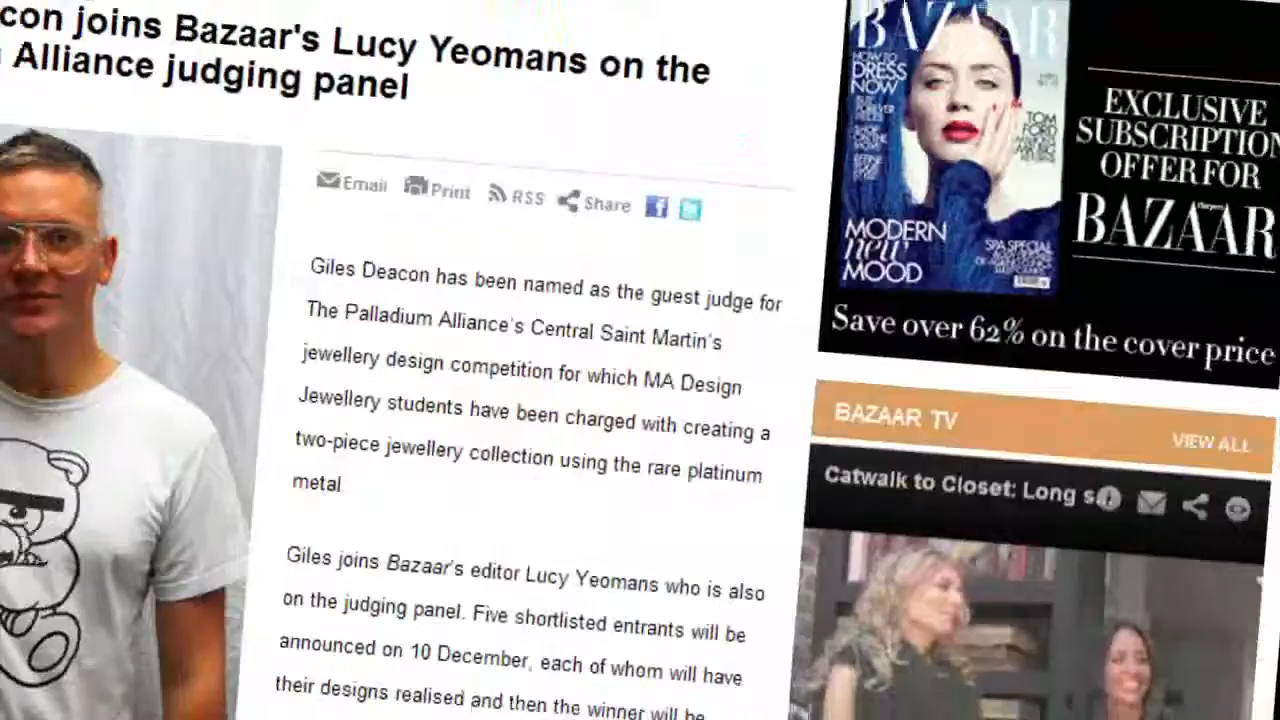 con joins Bazaar's Lucy Yeomans on the
Alliance judging panel
Email Print RSS Share
Giles Deacon has been named as the guest judge for
The Palladium Alliance's Central Saint Martin's
jewellery design competition for which MA Design
Jewellery students have been charged with creating a
two-piece jewellery collection using the rare platinum
metal
Giles joins Bazaar's editor Lucy Yeomans who is also
on the judging panel. Five shortlisted entrants will be
announced on 10 December, each of whom will have
their designs realised and then the winner will be
BAZAAR
HOW TO
DRESS
NOW
TOM
FORD
MODERN
new
MOOD
SPA SPECIAL
EXCLUSIVE
SUBSCRIPTION
OFFER FOR
Harper's
BAZAAR
Save over 62% on the cover price
BAZAAR TV
VIEW ALL
Catwalk to Closet: Long s